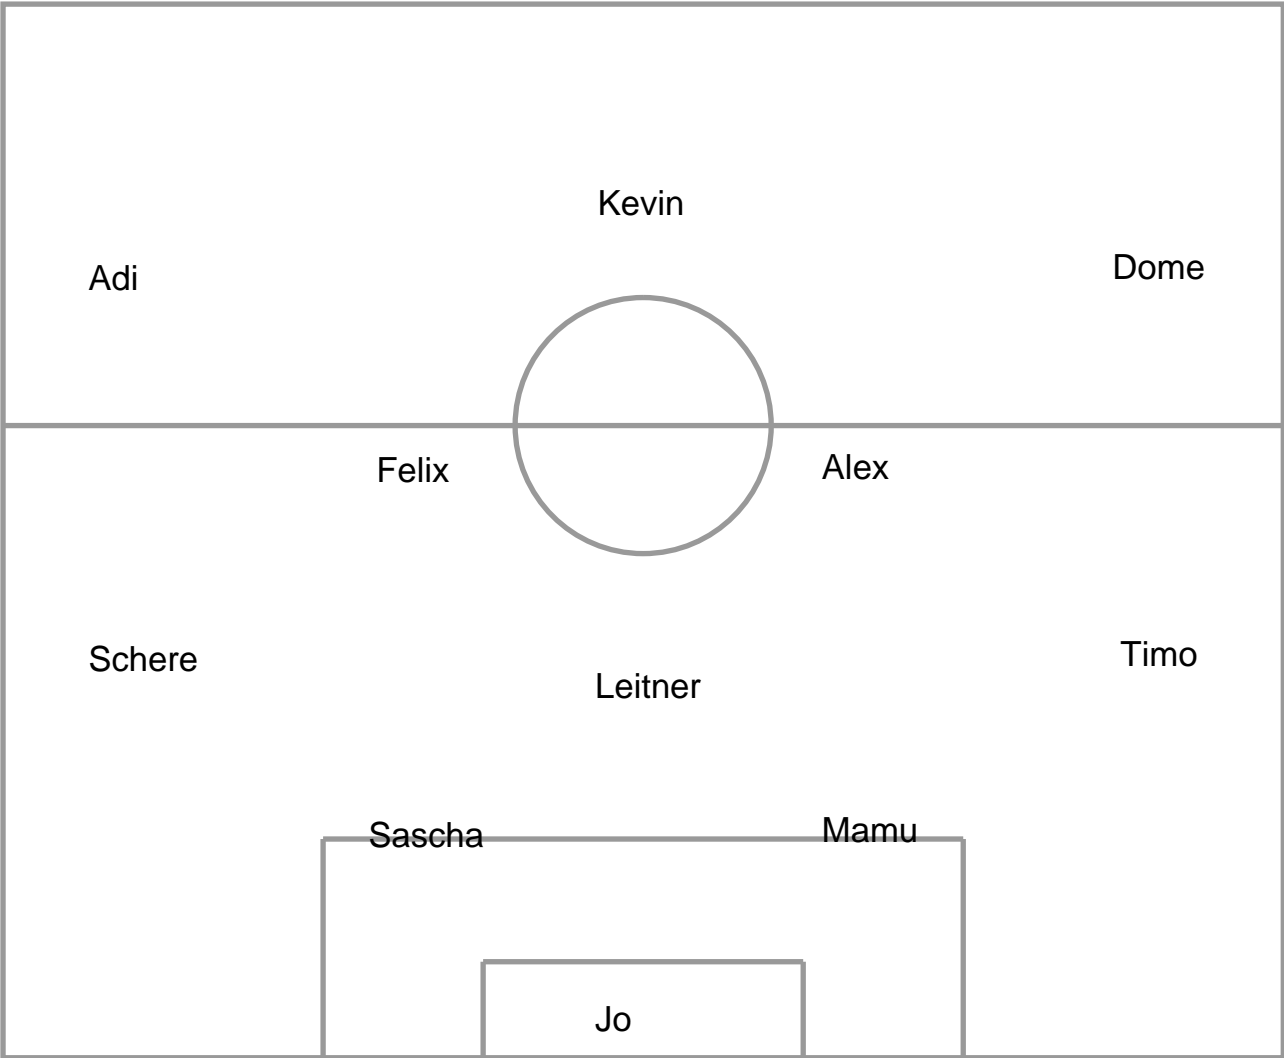 Kevin
Adi
Dome
Felix
Alex
Schere
Timo
Leitner
Sascha
Mamu
Jo